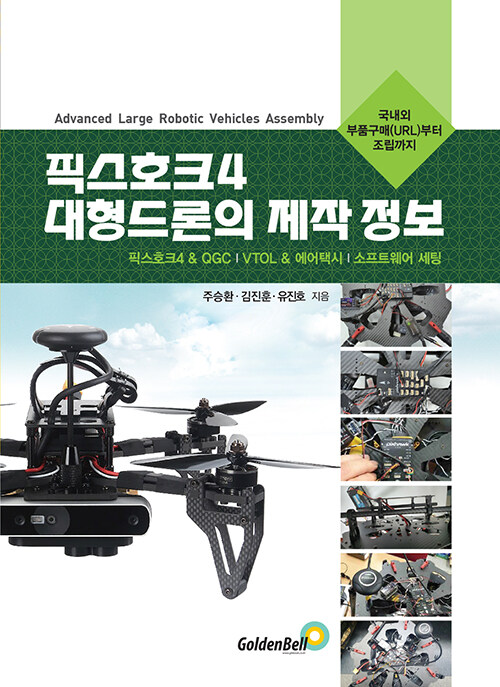 Advanced Large Robotic Vehicles Assembly
국내외
부품구매(URL)부터
조립까지
픽스호크4
대형드론의 제작 정보
픽스호크4 & QGC | VTOL & 에어택시 | 소프트웨어 세팅
주승환·김진훈·유진호 지음
GoldenBell